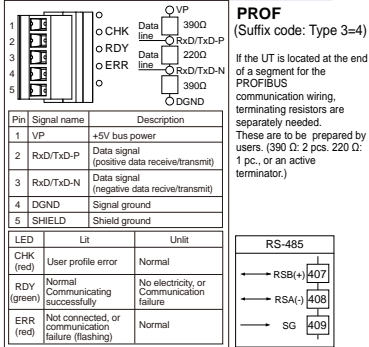 1
2
3
4
5
CHK
RDY
ERR
VP
390Ω
Data line
RxD/TxD-P
220Ω
Data line
RxD/TxD-N
390Ω
DGND
Pin Signal name Description
1 VP +5V bus power
2 RxD/TxD-P Data signal
(positive data receive/transmit)
3 RxD/TxD-N Data signal
(negative data recive/transmit)
4 DGND Signal ground
5 SHIELD Shield ground
LED Lit Unlit
CHK
(red) User profile error Normal
RDY
(green) Normal
Communicating
successfully No electricity, or
Communication
failure
ERR
(red) Not connected, or
communication
failure (flashing) Normal
PROF
(Suffix code: Type 3=4)
If the UT is located at the end
of a segment for the
PROFIBUS
communication wiring,
terminating resistors are
separately needed.
These are to be prepared by
users. (390 Ω: 2 pcs. 220 Ω:
1 pc., or an active
terminator.)
RS-485
RSB(+) 407
RSA(-) 408
SG 409